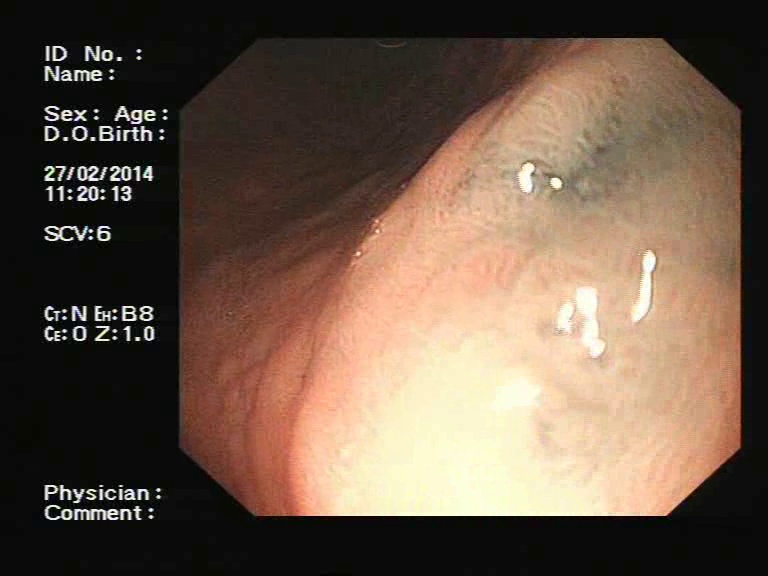 ID No. :
Name:
Sex: Age:
D.O.Birth:
27/02/2014
11:20:13
SCV:6
CT:N EH:B8
CE:0 Z:1.0
Physician:
Comment: